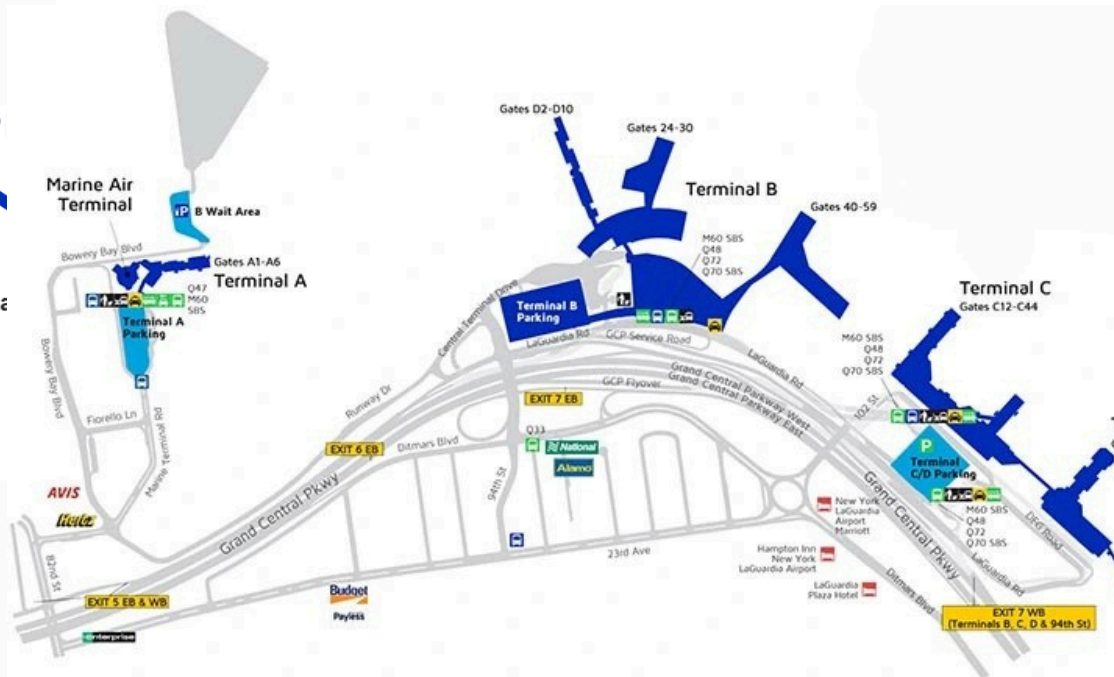 Gates D2-D10
Gates 24-30
Marine Air
Terminal
Terminal B
Gates 40-59
B Wait Area
Bowery Bay Blvd
Gates A1-A6
Terminal A
Q47
M60
SBS
M60 SBS
Q48
Q72
Q70 SBS
Terminal C
Gates C12-C44
Terminal A
Parking
Terminal B
Parking
Central Terminal Drive
LaGuardia Rd
GCP Service Road
LaGuardia Rd
M60 SBS
Q48
Q72
Q70 SBS
Bowery Bay Blvd
Runway Dr
GCP Flyover
Grand Central Parkway West
Grand Central Parkway East
EXIT 7 EB
102 St
Fiorello Ln
Marine Terminal Rd
EXIT 6 EB
Ditmars Blvd
Q33
National
Alamo
P
Terminal
C/D Parking
94th St
AVIS
Hertz
Grand Central Pkwy
Grand Central Pkwy
New York
LaGuardia
Airport
Marriott
M60 SBS
Q48
Q72
Q70 SBS
DFG Road
LaGuardia Rd
82nd St
23rd Ave
Hampton Inn
New York
LaGuardia Airport
LaGuardia
Plaza Hotel
Ditmars Blvd
EXIT 5 EB & WB
Budget
Payless
enterprise
EXIT 7 WB
(Terminals B, C, D & 94th St)